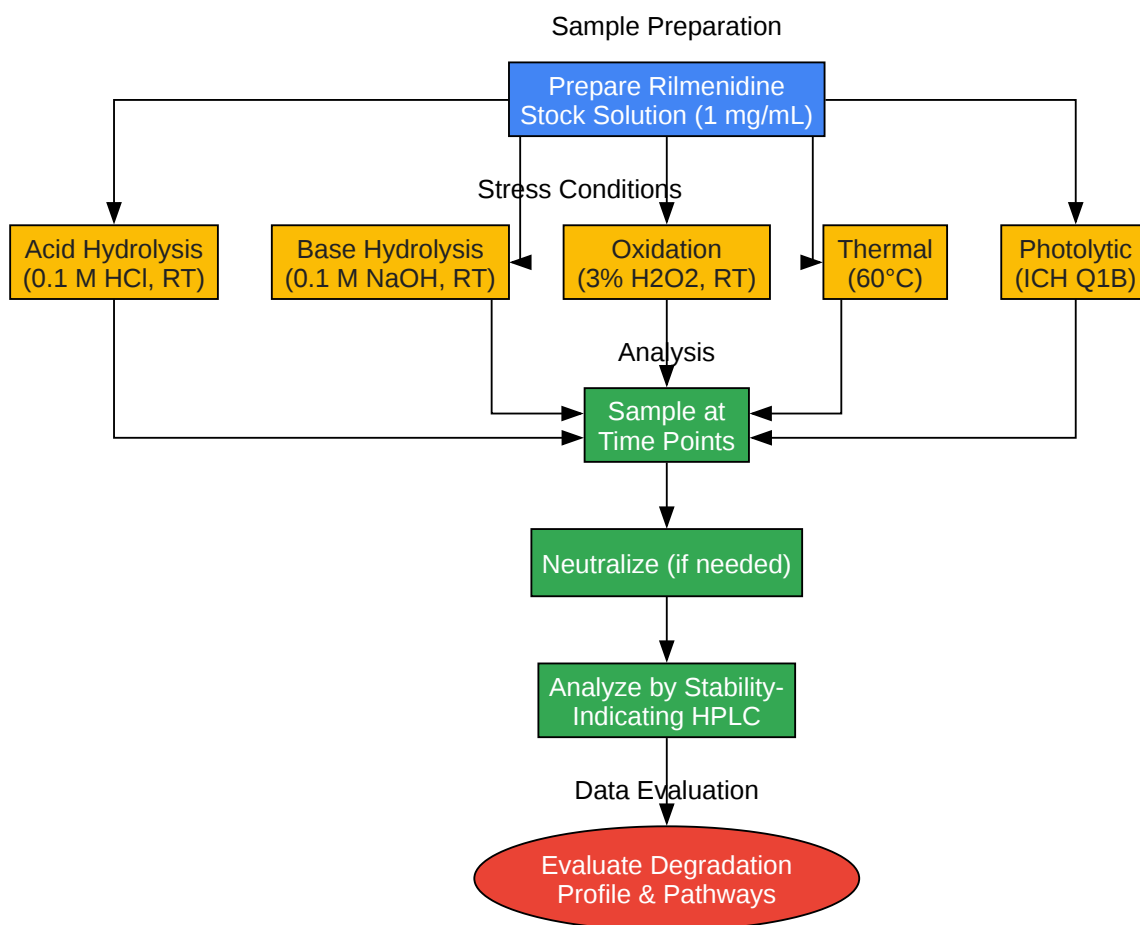 Sample Preparation
Prepare Rilmenidine
Stock Solution (1 mg/mL)
Stress Conditions
Acid Hydrolysis
(0.1 M HCl, RT)
Base Hydrolysis
(0.1 M NaOH, RT)
Oxidation
(3% H2O2, RT)
Thermal
(60°C)
Photolytic
(ICH Q1B)
Analysis
Sample at
Time Points
Neutralize (if needed)
Analyze by Stability-
Indicating HPLC
Data Evaluation
Evaluate Degradation
Profile & Pathways